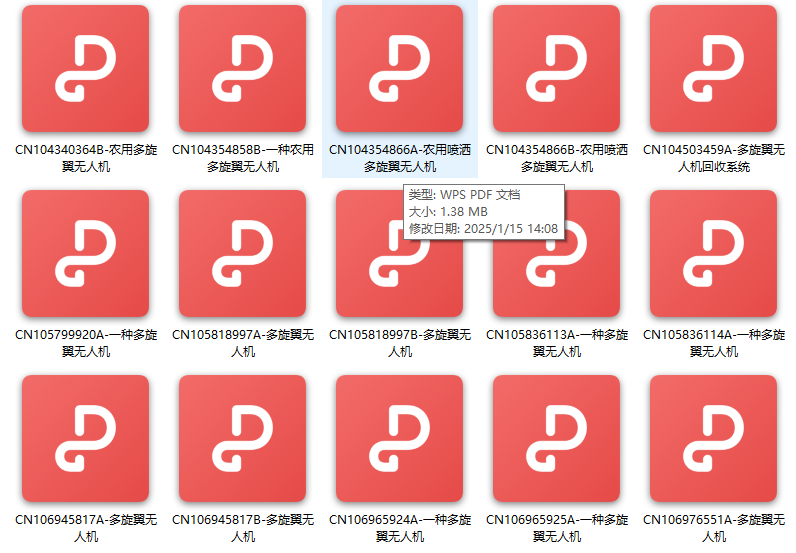 CN104340364B-农用多旋
翼无人机
CN104354858B-一种农用
多旋翼无人机
CN104354866A-农用喷洒
多旋翼无人机
CN104354866B-农用喷洒
多旋翼无人机
CN104503459A-多旋翼无
人机回收系统
类型: WPS PDF 文档
大小: 1.38 MB
修改日期: 2025/1/15 14:08
CN105799920A-一种多旋
翼无人机
CN105818997A-多旋翼无
人机
CN105818997B-多旋翼无
人机
CN105836113A-一种多旋
翼无人机
CN105836114A-一种多旋
翼无人机
CN106945817A-多旋翼无
人机
CN106945817B-多旋翼无
人机
CN106965924A-一种多旋
翼无人机
CN106965925A-一种多旋
翼无人机
CN106976551A-多旋翼无
人机